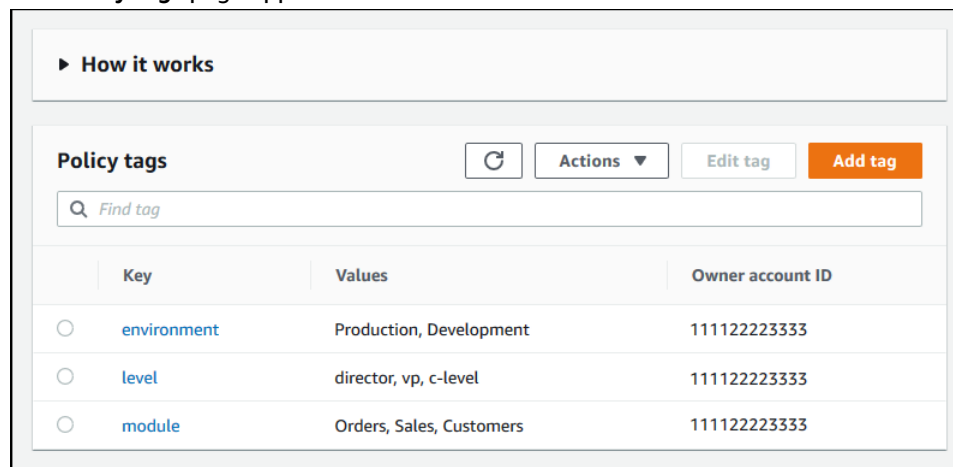 How it works
Policy tags Actions Edit tag Add tag
Find tag
Key Values Owner account ID
environment Production, Development 111122223333
level director, vp, c-level 111122223333
module Orders, Sales, Customers 111122223333